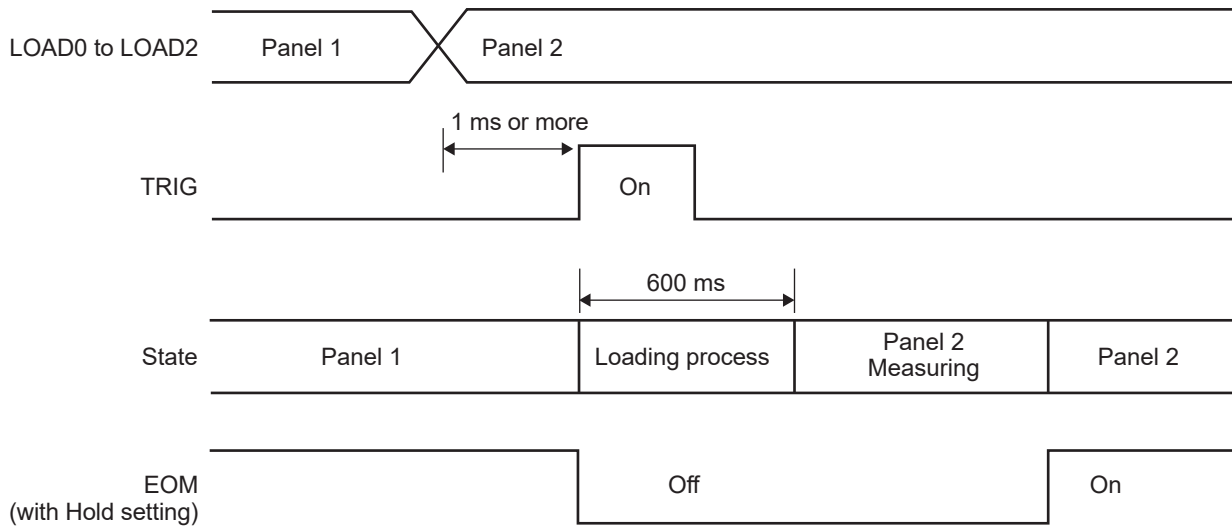 LOAD0 to LOAD2
Panel 1
Panel 2
1 ms or more
TRIG
On
600 ms
State
Panel 1
Loading process
Panel 2
Measuring
Panel 2
EOM
(with Hold setting)
Off
On